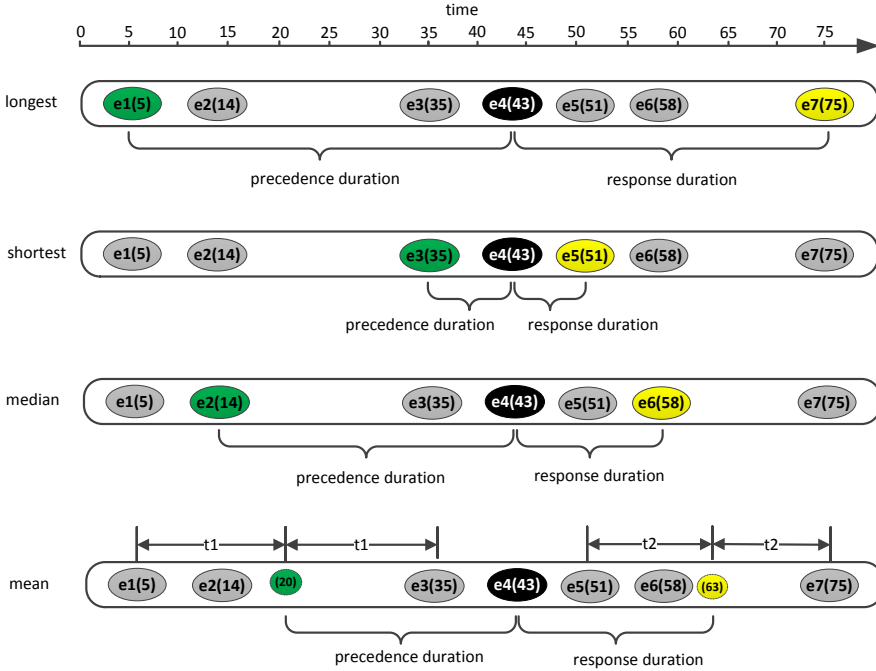 time
0 5 10 15 20 25 30 35 40 45 50 55 60 65 70 75
longest e1(5) e2(14) e3(35) e4(43) e5(51) e6(58) e7(75)
precedence duration response duration
shortest e1(5) e2(14) e3(35) e4(43) e5(51) e6(58) e7(75)
precedence duration response duration
median e1(5) e2(14) e3(35) e4(43) e5(51) e6(58) e7(75)
precedence duration response duration
t1 t1 t2 t2
mean e1(5) e2(14) (20) e3(35) e4(43) e5(51) e6(58) (63) e7(75)
precedence duration response duration